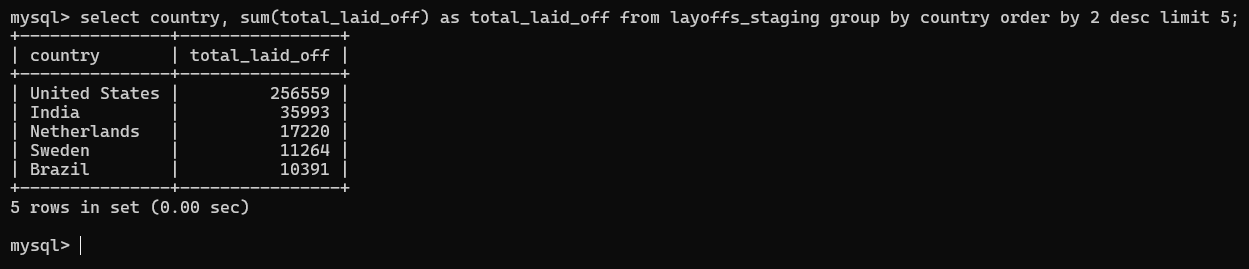 mysql> select country, sum(total_laid_off) as total_laid_off from layoffs_staging group by country order by 2 desc limit 5;
+---------------+----------------+
| country       | total_laid_off |
+---------------+----------------+
| United States |         256559 |
| India         |          35993 |
| Netherlands   |          17220 |
| Sweden        |          11264 |
| Brazil        |          10391 |
+---------------+----------------+
5 rows in set (0.00 sec)
mysql>